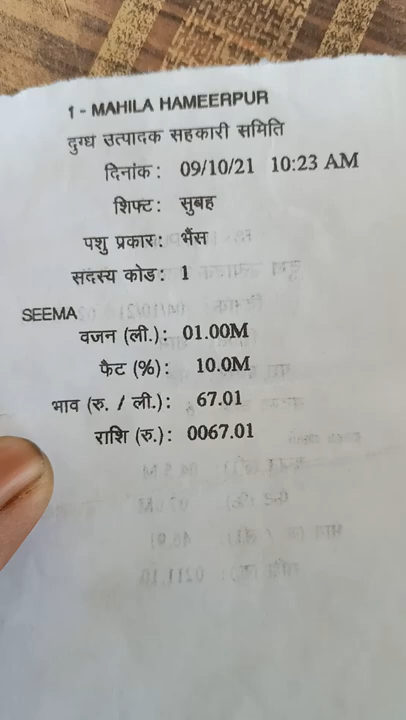 1 - MAHILA HAMEERPUR
दुग्ध उत्पादक सहकारी समिति
दिनांक : 09/10/21 10:23 AM
शिफ्ट : सुबह
पशु प्रकार : भैंस
सदस्य कोड : 1
SEEMA
वजन (ली.) : 01.00M
फैट (%) : 10.0M
भाव (रु. / ली.) : 67.01
राशि (रु.) : 0067.01